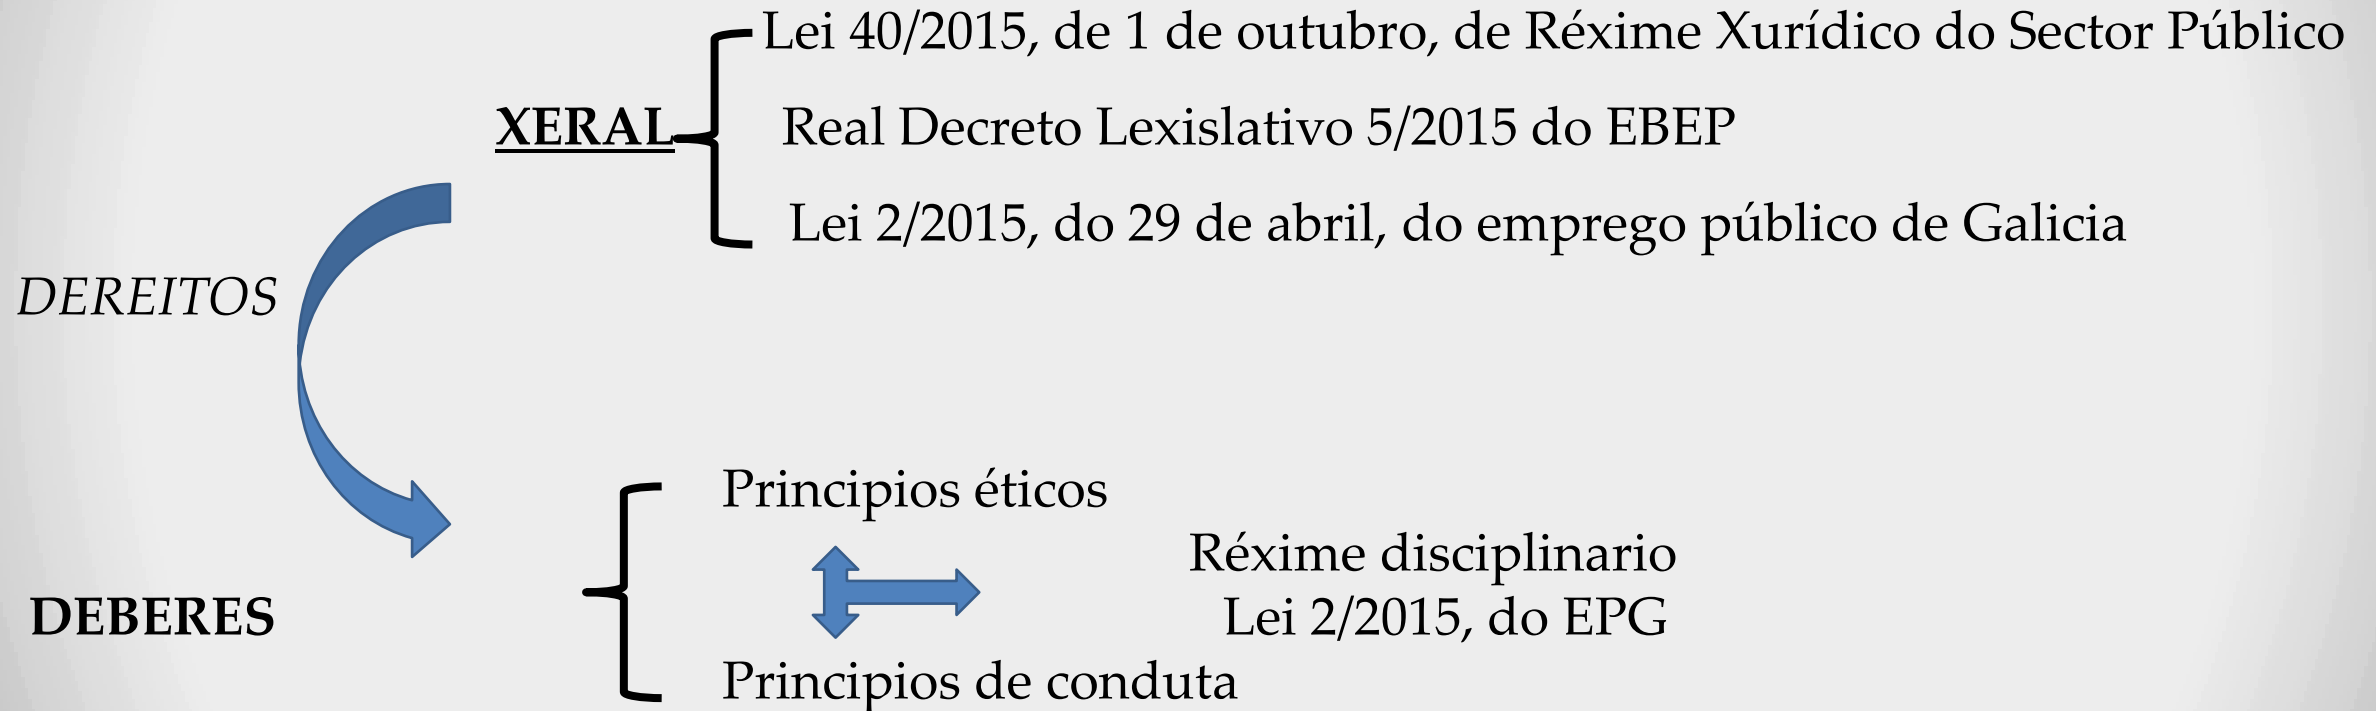 Lei 40/2015, de 1 de outubro, de Réxime Xurídico do Sector Público
XERAL
Real Decreto Lexislativo 5/2015 do EBEP
Lei 2/2015, do 29 de abril, do emprego público de Galicia
DEREITOS
Principios éticos
Réxime disciplinario
Lei 2/2015, do EPG
DEBERES
Principios de conduta